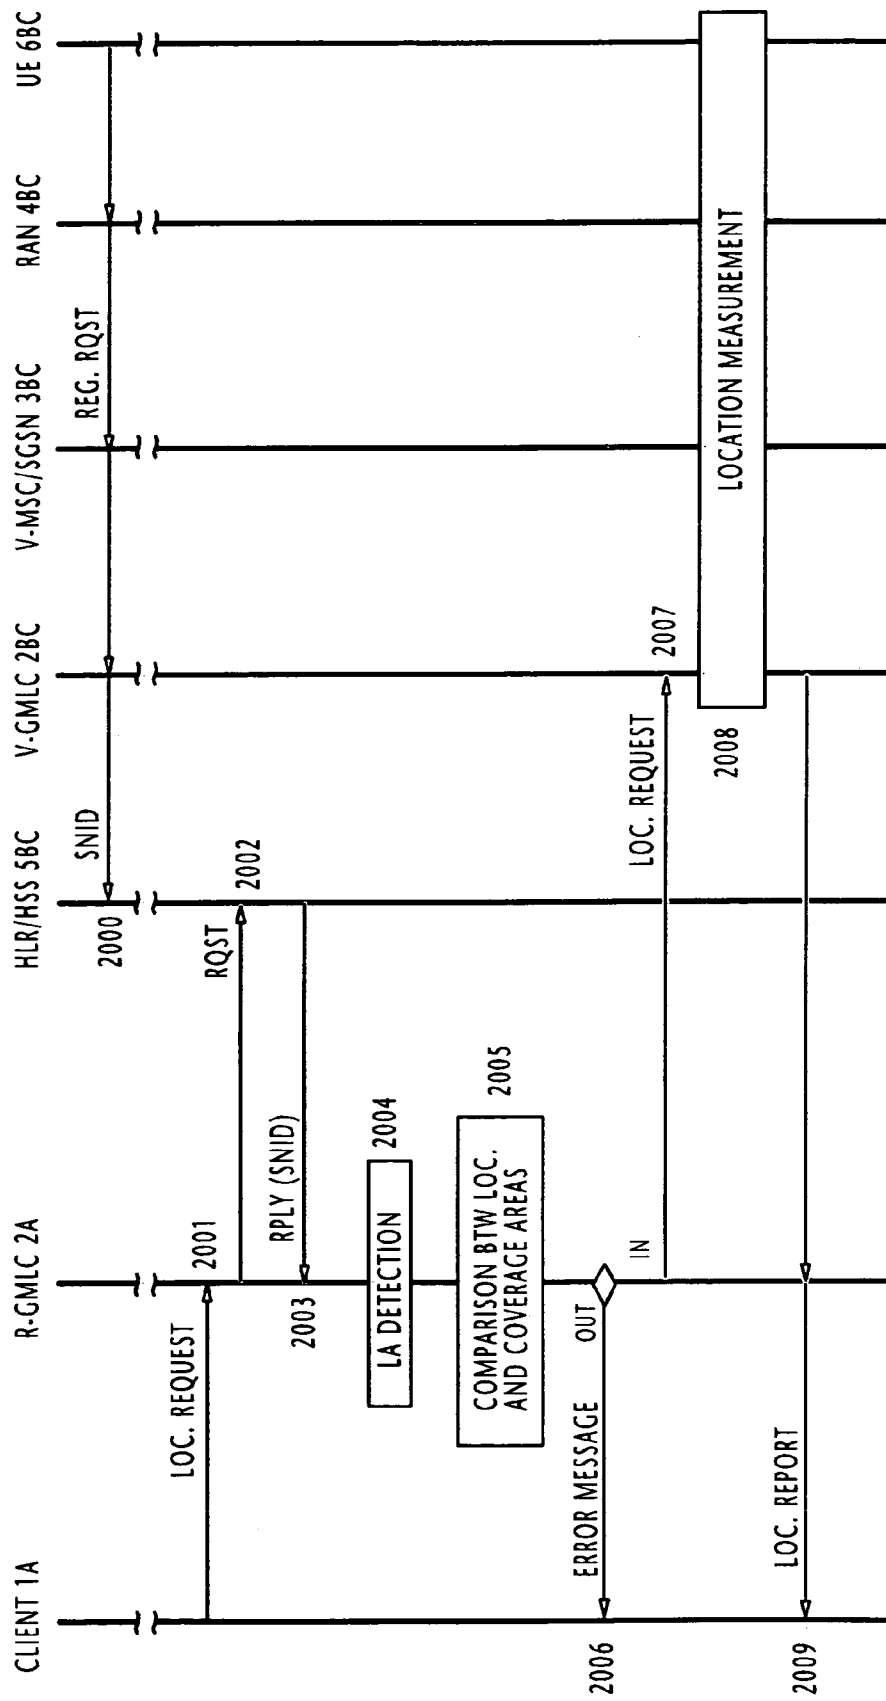 CLIENT 1A
R-GMLC 2A
HLR/HSS 5BC
V-GMLC 2BC
V-MSC/SGSN 3BC
RAN 4BC
UE 6BC
2000
SNID
REG. RQST
LOC. REQUEST
2001
RQST
2002
2003
RPLY (SNID)
LA DETECTION
2004
COMPARISON BTW LOC.
AND COVERAGE AREAS
2005
2006
ERROR MESSAGE
OUT
IN
LOC. REQUEST
2007
2008
LOCATION MEASUREMENT
2009
LOC. REPORT